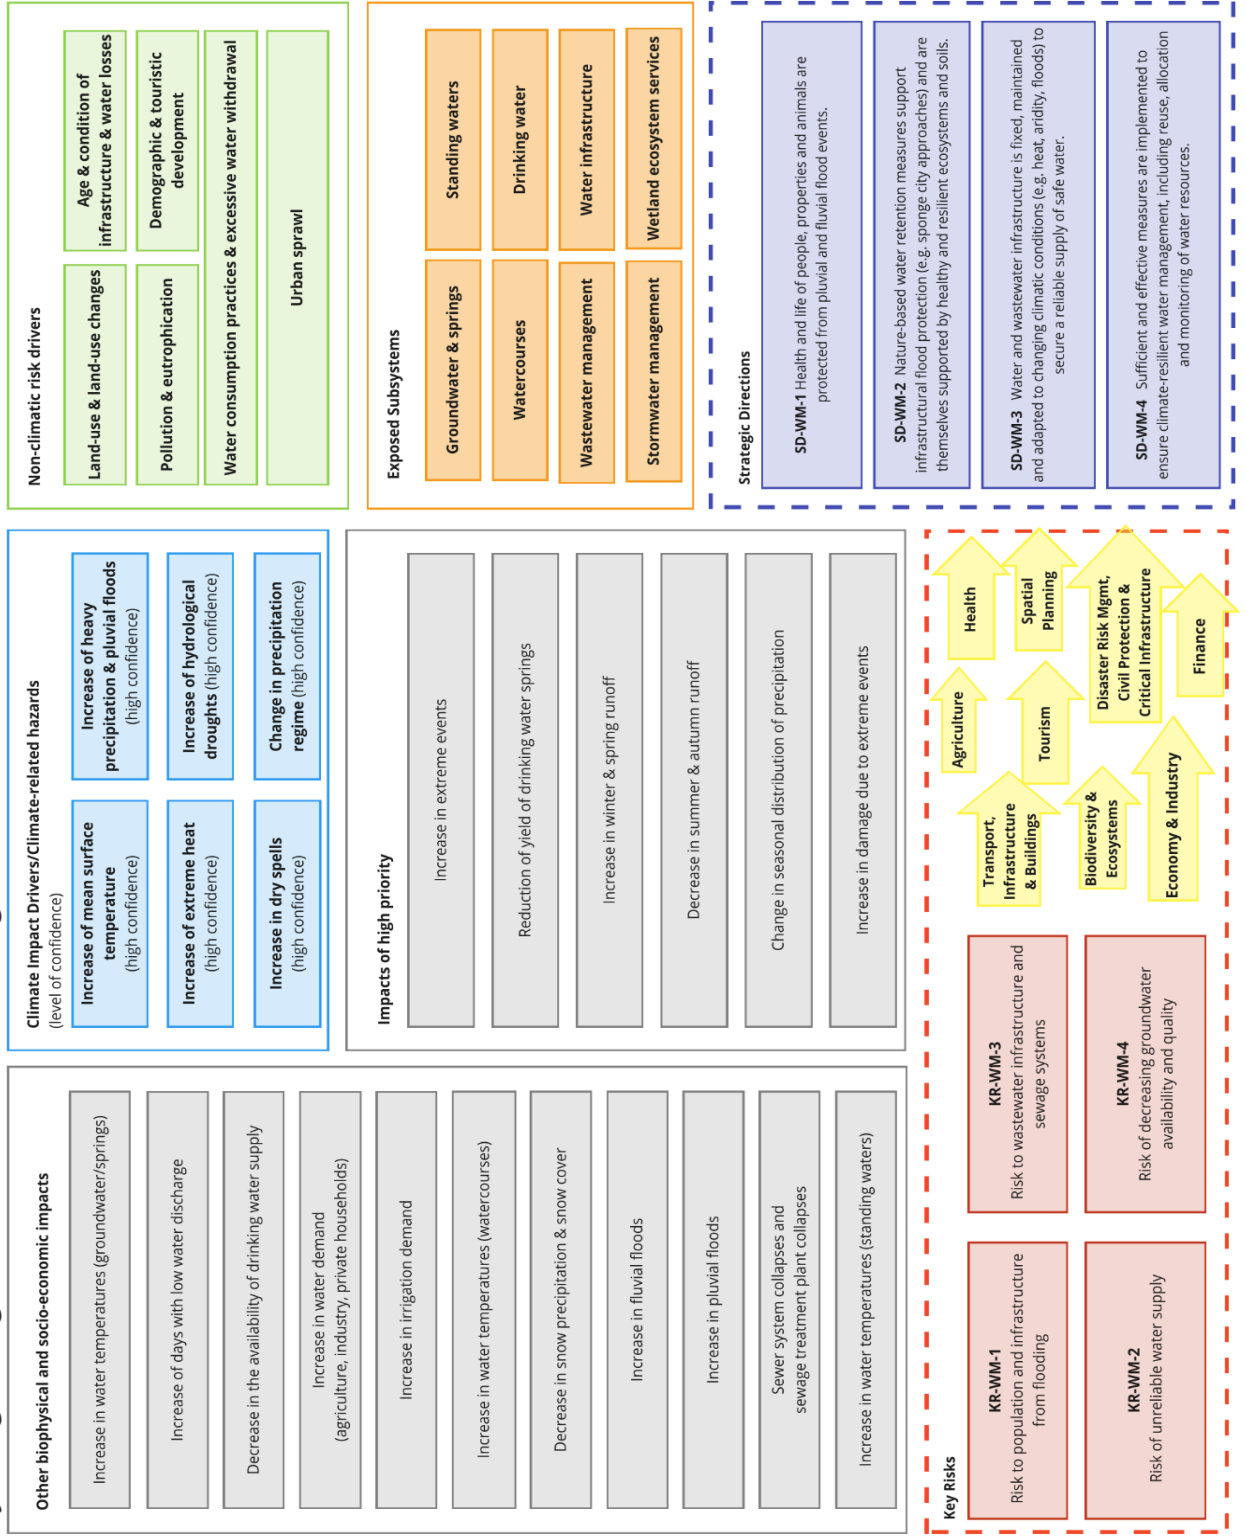 Other biophysical and socio-economic impacts
Increase in water temperatures (groundwater/springs)
Increase of days with low water discharge
Decrease in the availability of drinking water supply
Increase in water demand
(agriculture, industry, private households)
Increase in irrigation demand
Increase in water temperatures (watercourses)
Decrease in snow precipitation & snow cover
Increase in fluvial floods
Increase in pluvial floods
Sewer system collapses and
sewage treatment plant collapses
Increase in water temperatures (standing waters)
Climate Impact Drivers/Climate-related hazards
(level of confidence)
Increase of mean surface
temperature
(high confidence)
Increase of heavy
precipitation & pluvial floods
(high confidence)
Increase of extreme heat
(high confidence)
Increase of hydrological
droughts (high confidence)
Increase in dry spells
(high confidence)
Change in precipitation
regime (high confidence)
Impacts of high priority
Increase in extreme events
Reduction of yield of drinking water springs
Increase in winter & spring runoff
Decrease in summer & autumn runoff
Change in seasonal distribution of precipitation
Increase in damage due to extreme events
Non-climatic risk drivers
Land-use & land-use changes
Age & condition of
infrastructure & water losses
Pollution & eutrophication
Demographic & touristic
development
Water consumption practices & excessive water withdrawal
Urban sprawl
Exposed Subsystems
Groundwater & springs
Standing waters
Watercourses
Drinking water
Wastewater management
Water infrastructure
Stormwater management
Wetland ecosystem services
Key Risks
KR-WM-1
Risk to population and infrastructure
from flooding
KR-WM-3
Risk to wastewater infrastructure and
sewage systems
KR-WM-2
Risk of unreliable water supply
KR-WM-4
Risk of decreasing groundwater
availability and quality
Transport,
Infrastructure
& Buildings
Agriculture
Health
Biodiversity &
Ecosystems
Tourism
Spatial
Planning
Economy & Industry
Disaster Risk Mgmt,
Civil Protection &
Critical Infrastructure
Finance
Strategic Directions
SD-WM-1 Health and life of people, properties and animals are
protected from pluvial and fluvial flood events.
SD-WM-2 Nature-based water retention measures support
infrastructural flood protection (e.g. sponge city approaches) and are
themselves supported by healthy and resilient ecosystems and soils.
SD-WM-3 Water and wastewater infrastructure is fixed, maintained
and adapted to changing climatic conditions (e.g. heat, aridity, floods) to
secure a reliable supply of safe water.
SD-WM-4 Sufficient and effective measures are implemented to
ensure climate-resilient water management, including reuse, allocation
and monitoring of water resources.